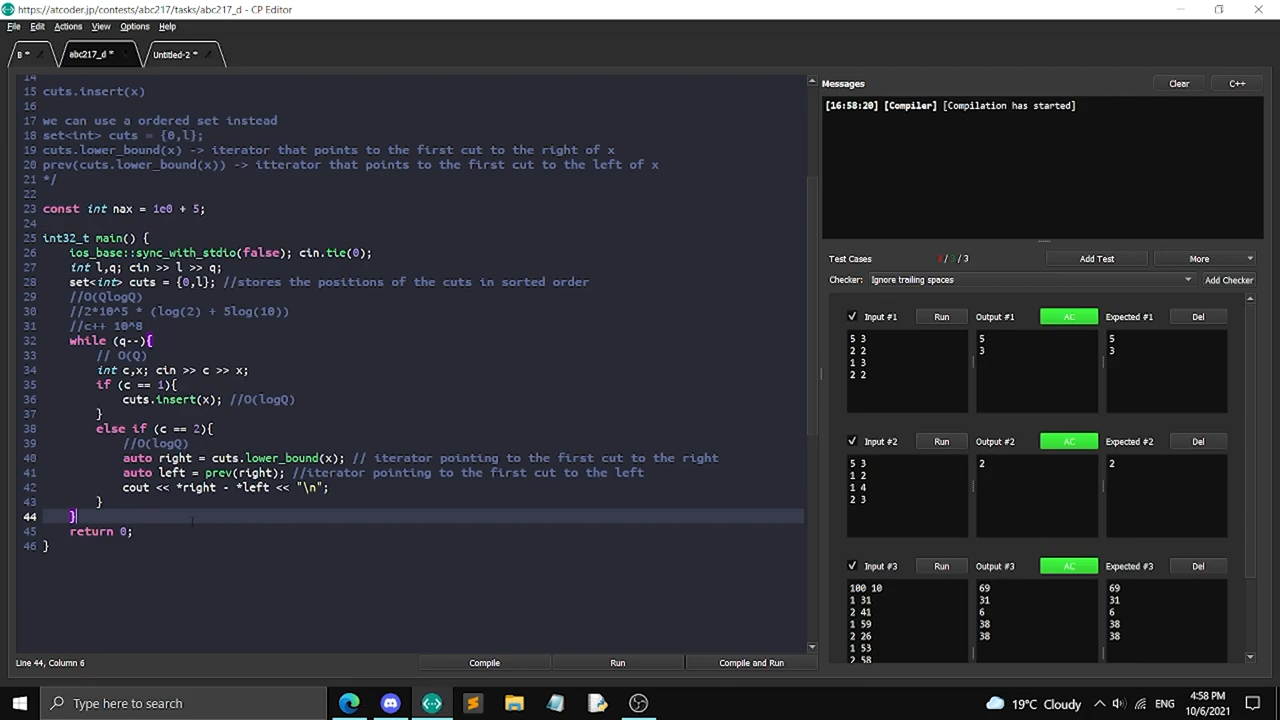 https://atcoder.jp/contests/abc217/tasks/abc217_d - CP Editor
File Edit Actions View Options Help
B * abc217_d * Untitled-2 *
14
15 cuts.insert(x)
16
17 we can use a ordered set instead
18 set<int> cuts = {0,l};
19 cuts.lower_bound(x) -> iterator that points to the first cut to the right of x
20 prev(cuts.lower_bound(x)) -> itterator that points to the first cut to the left of x
21 */
22
23 const int nax = 1e0 + 5;
24
25 int32_t main() {
26 ios_base::sync_with_stdio(false); cin.tie(0);
27 int l,q; cin >> l >> q;
28 set<int> cuts = {0,l}; //stores the positions of the cuts in sorted order
29 //O(QlogQ)
30 //2*10^5 * (log(2) + 5log(10))
31 //c++ 10^8
32 while (q--){
33 // O(Q)
34 int c,x; cin >> c >> x;
35 if (c == 1){
36 cuts.insert(x); //O(logQ)
37 }
38 else if (c == 2){
39 //O(logQ)
40 auto right = cuts.lower_bound(x); // iterator pointing to the first cut to the right
41 auto left = prev(right); //iterator pointing to the first cut to the left
42 cout << *right - *left << "\n";
43 }
44 }
45 return 0;
46 }
Line 44, Column 6
Compile Run Compile and Run
Messages Clear C++
[16:58:20] [Compiler] [Compilation has started]
Test Cases / 3 / 3 Add Test More
Checker: Ignore trailing spaces Add Checker
Input #1 Run Output #1 AC Expected #1 Del
5 3 5 5
2 2 3 3
1 3
2 2
Input #2 Run Output #2 AC Expected #2 Del
5 3 2 2
1 2
1 4
2 3
Input #3 Run Output #3 AC Expected #3 Del
100 10 69 69
1 31 31 31
2 41 6 6
1 59 38 38
2 26 38 38
1 53
2 58
Type here to search
19°C Cloudy ENG
4:58 PM
10/6/2021